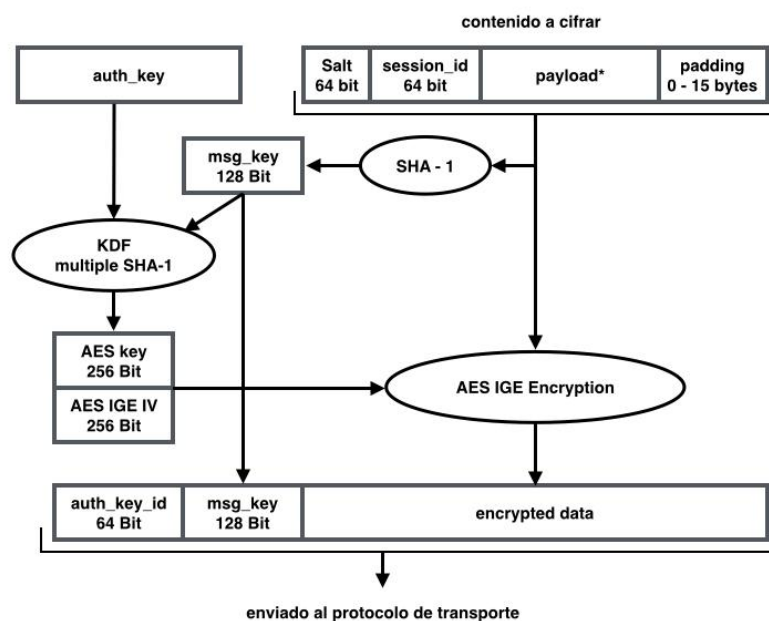 contenido a cifrar
auth_key
Salt
64 bit
session_id
64 bit
payload*
padding
0 - 15 bytes
msg_key
128 Bit
SHA - 1
KDF
multiple SHA-1
AES key
256 Bit
AES IGE IV
256 Bit
AES IGE Encryption
auth_key_id
64 Bit
msg_key
128 Bit
encrypted data
enviado al protocolo de transporte